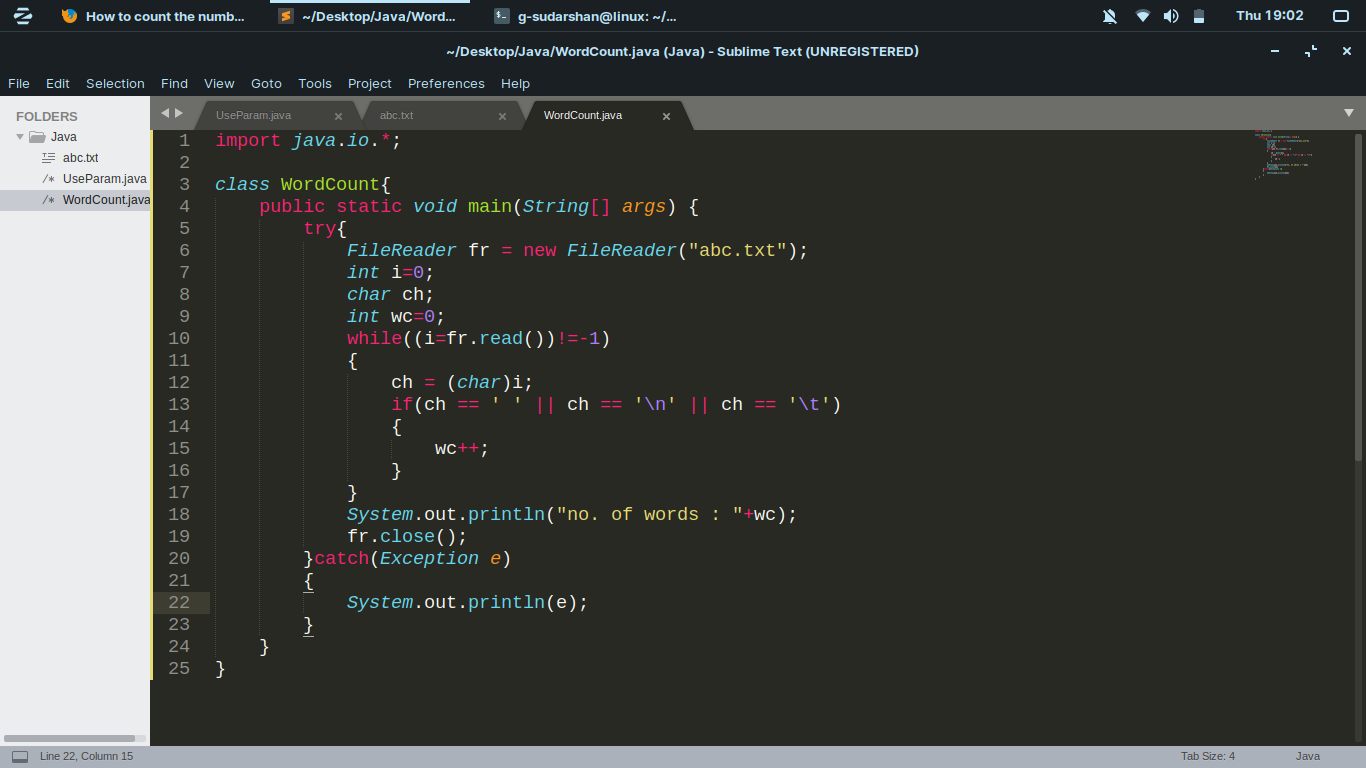 How to count the numb...
~/Desktop/Java/Word...
g-sudarshan@linux: ~/...
Thu 19:02
~/Desktop/Java/WordCount.java (Java) - Sublime Text (UNREGISTERED)
File Edit Selection Find View Goto Tools Project Preferences Help
FOLDERS
Java
abc.txt
UseParam.java
WordCount.java
UseParam.java × abc.txt × WordCount.java ×
1 import java.io.*;
2
3 class WordCount{
4     public static void main(String[] args) {
5         try{
6             FileReader fr = new FileReader("abc.txt");
7             int i=0;
8             char ch;
9             int wc=0;
10             while((i=fr.read())!=-1)
11             {
12                 ch = (char)i;
13                 if(ch == ' ' || ch == '\n' || ch == '\t')
14                 {
15                     wc++;
16                 }
17             }
18             System.out.println("no. of words : "+wc);
19             fr.close();
20         }catch(Exception e)
21         {
22             System.out.println(e);
23         }
24     }
25 }
Line 22, Column 15
Tab Size: 4
Java